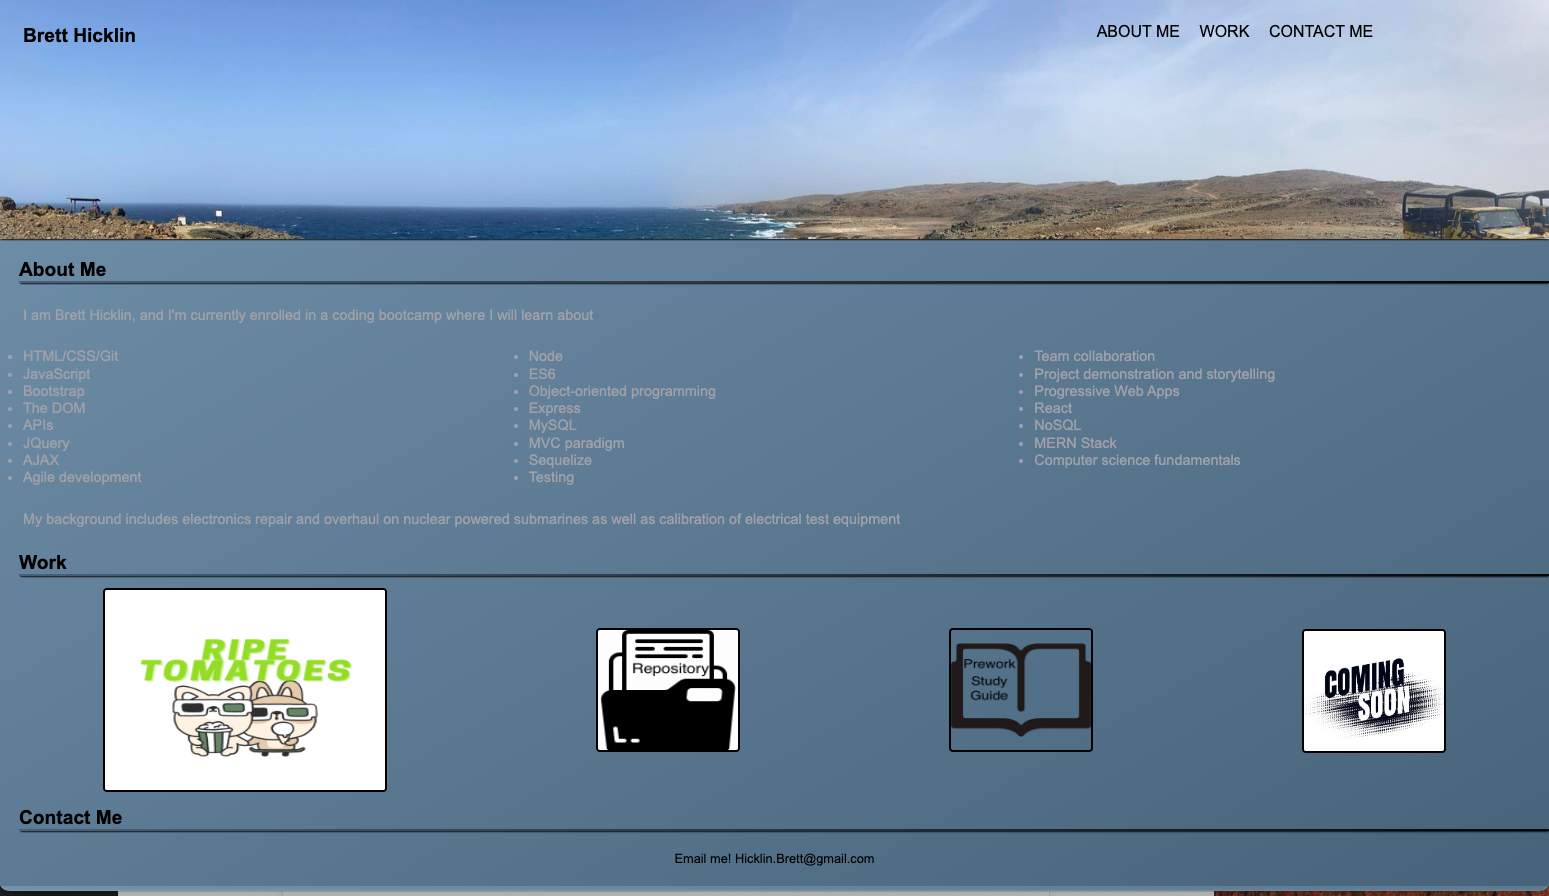 Brett Hicklin
ABOUT ME WORK CONTACT ME
About Me
I am Brett Hicklin, and I'm currently enrolled in a coding bootcamp where I will learn about
HTML/CSS/Git
JavaScript
Bootstrap
The DOM
APIs
JQuery
AJAX
Agile development
Node
ES6
Object-oriented programming
Express
MySQL
MVC paradigm
Sequelize
Testing
Team collaboration
Project demonstration and storytelling
Progressive Web Apps
React
NoSQL
MERN Stack
Computer science fundamentals
My background includes electronics repair and overhaul on nuclear powered submarines as well as calibration of electrical test equipment
Work
RIPE
TOMATOES
Repository
Prework
Study
Guide
COMING
SOON
Contact Me
Email me! Hicklin.Brett@gmail.com